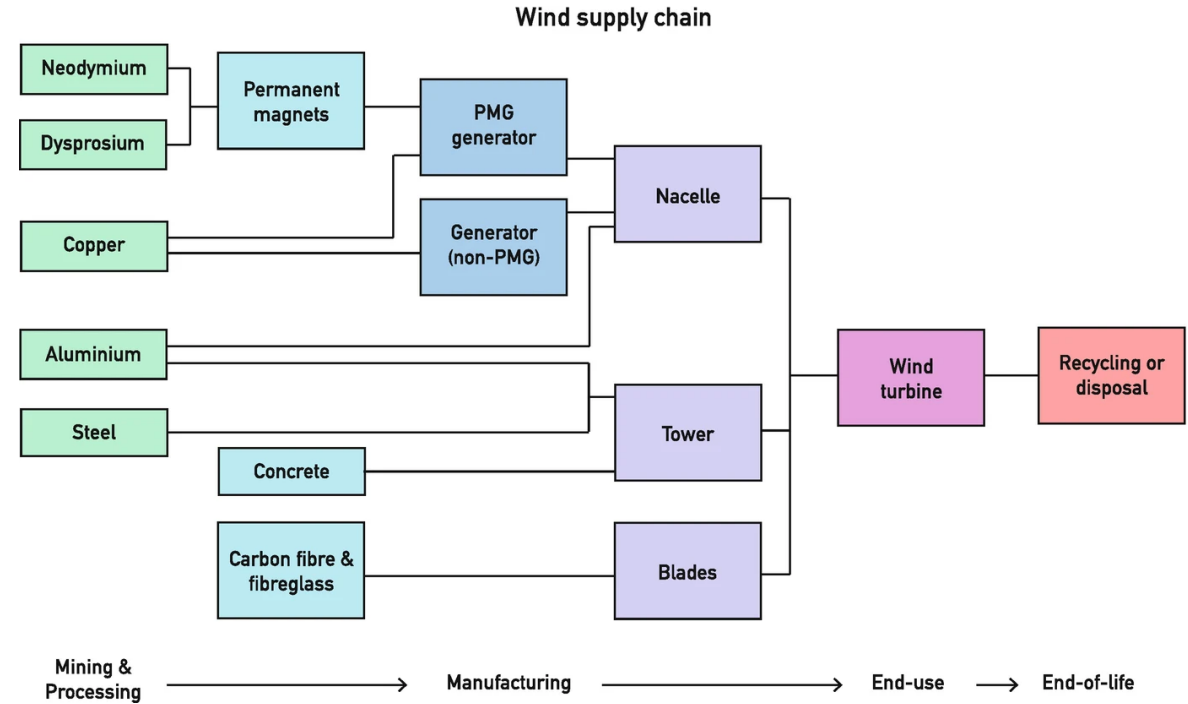 Wind supply chain
Neodymium
Dysprosium
Permanent
magnets
PMG
generator
Nacelle
Copper
Generator
(non-PMG)
Aluminium
Steel
Concrete
Tower
Wind
turbine
Recycling or
disposal
Carbon fibre &
fibreglass
Blades
Mining &
Processing
Manufacturing
End-use
End-of-life